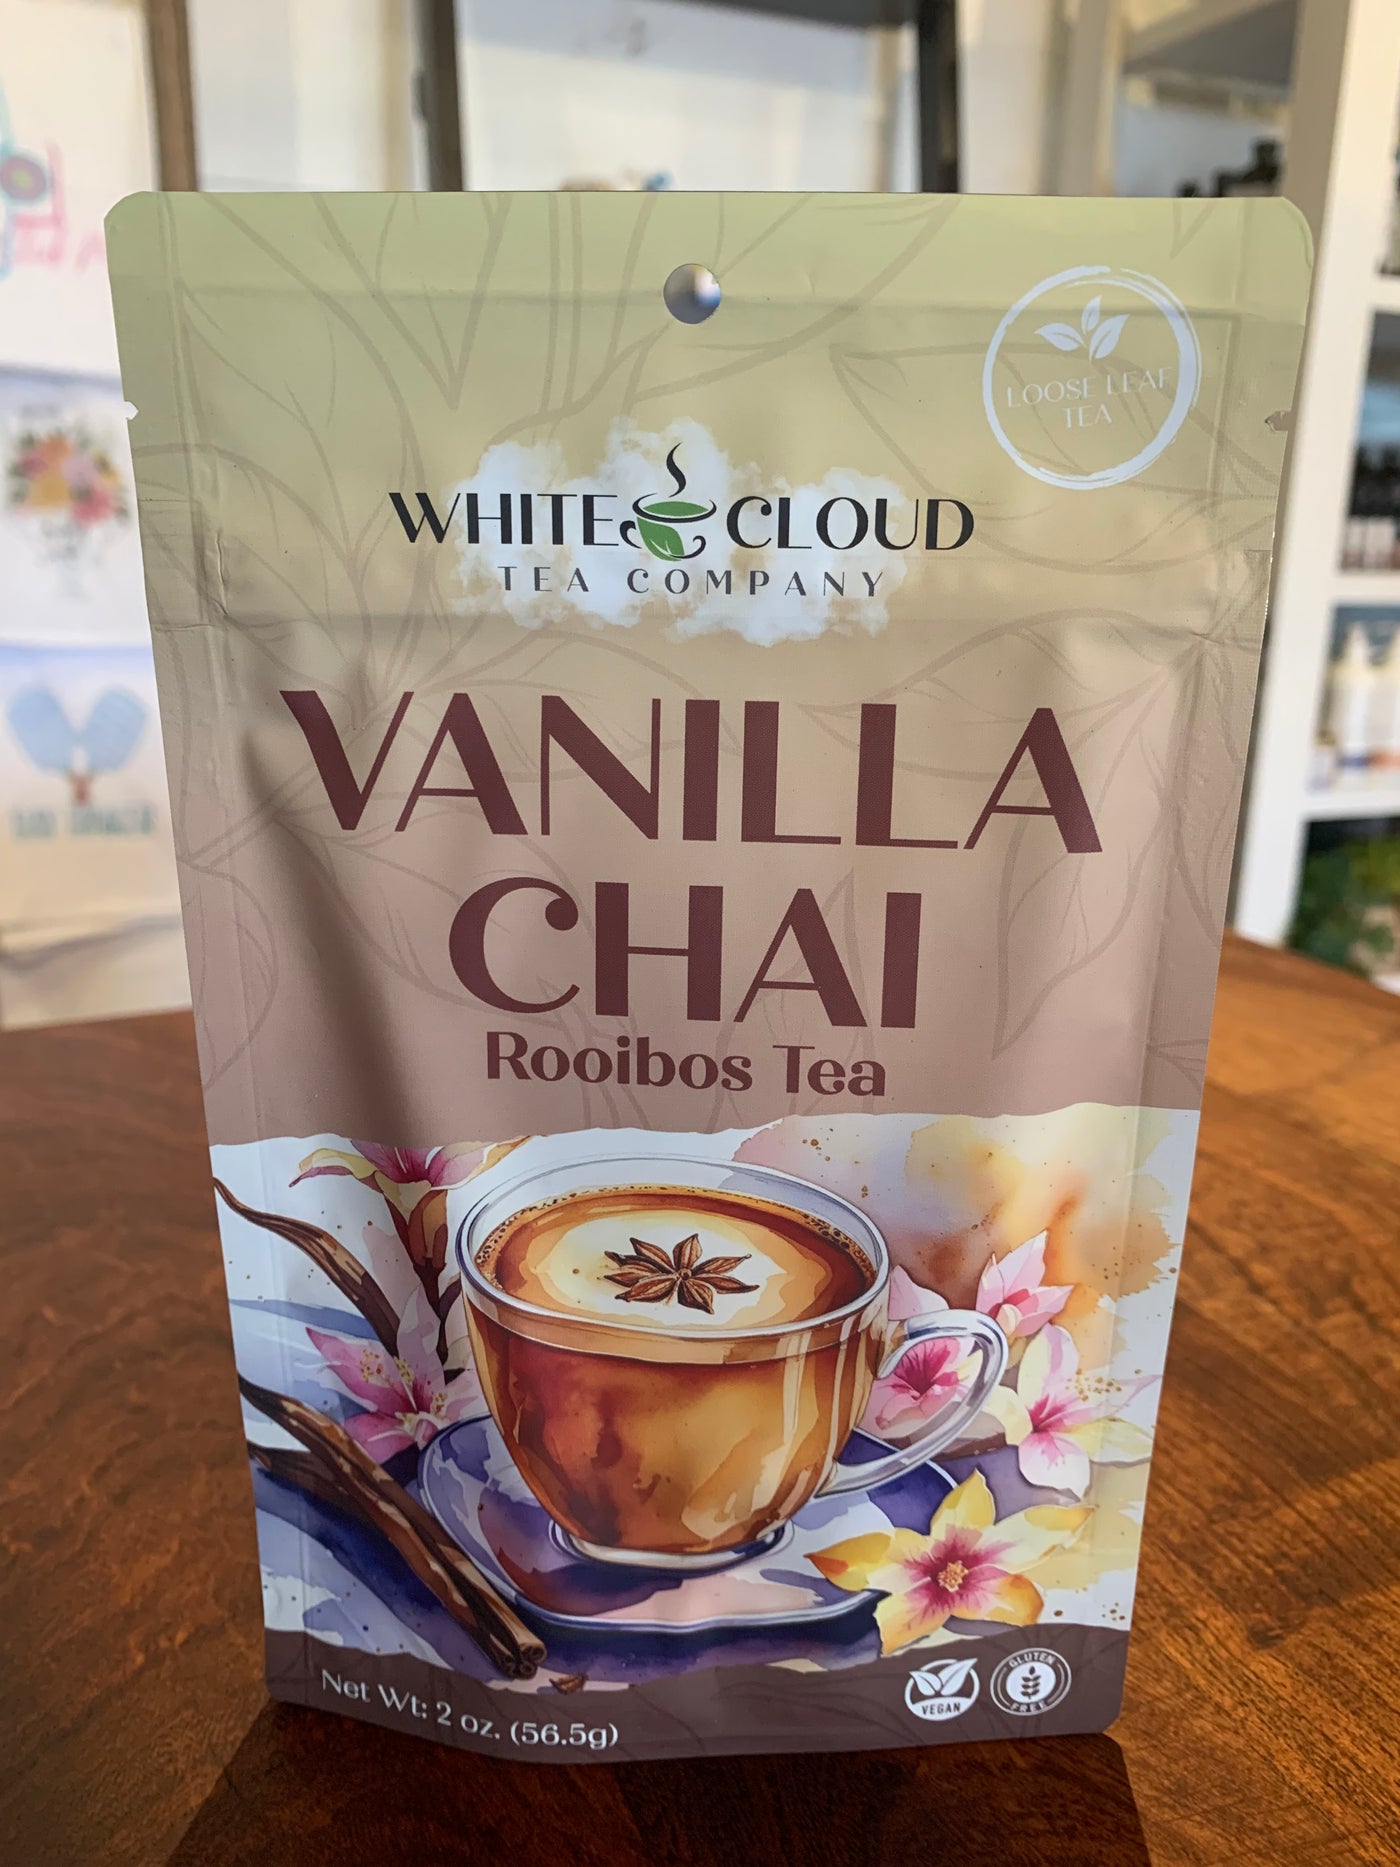 LOOSE LEAF
TEA
WHITE CLOUD
TEA COMPANY
VANILLA
CHAI
Rooibos Tea
Net Wt: 2 oz. (56.5g)
VEGAN
GLUTEN
FREE